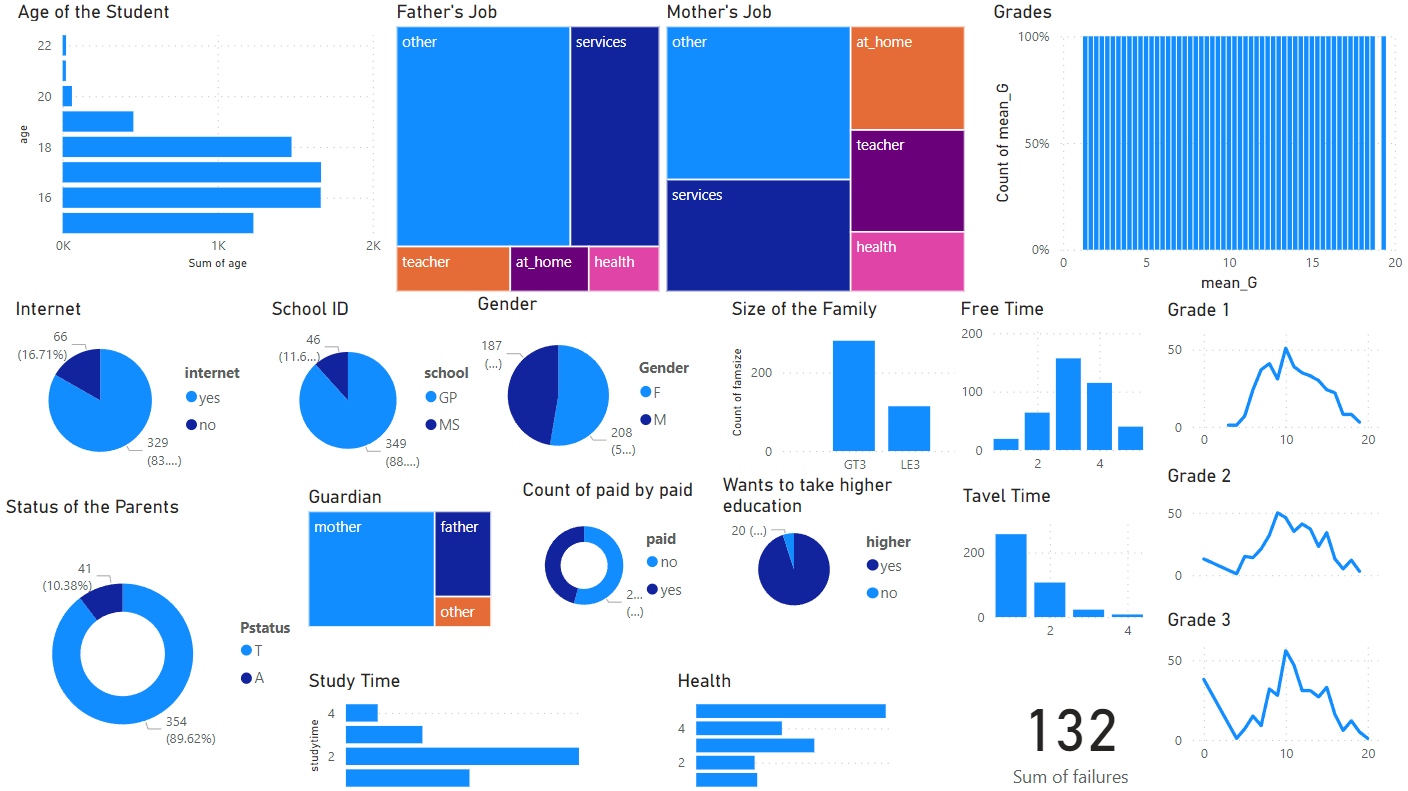 Age of the Student
22
20
18
16
age
0K
1K
2K
Sum of age
Father's Job
other
services
teacher
at_home
health
Mother's Job
other
at_home
teacher
services
health
Grades
100%
50%
0%
Count of mean_G
0
5
10
15
20
mean_G
Internet
66
(16.71%)
329
(83....)
internet
yes
no
School ID
46
(11.6...)
349
(88....)
school
GP
MS
Gender
187
(...)
208
(5...)
Gender
F
M
Size of the Family
Count of famsize
200
0
GT3
LE3
Free Time
200
100
0
2
4
Grade 1
50
0
0
10
20
Status of the Parents
41
(10.38%)
354
(89.62%)
Pstatus
T
A
Guardian
mother
father
other
Count of paid by paid
2...
(...)
paid
no
yes
Wants to take higher
education
20 (...)
higher
yes
no
Tavel Time
200
0
2
4
Grade 2
50
0
Grade 3
50
0
0
10
20
Study Time
studytime
4
2
Health
4
2
132
Sum of failures